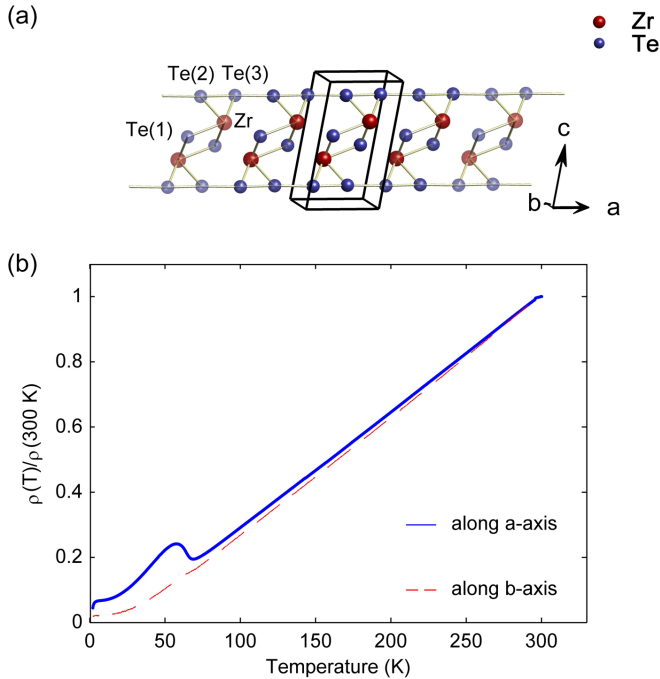 (a)
Zr
Te
Te(2) Te(3)
Te(1)
Zr
c
b
a
(b)
ρ(T)/ρ(300 K)
1
0.8
0.6
0.4
0.2
0
along a-axis
along b-axis
0 50 100 150 200 250 300
Temperature (K)